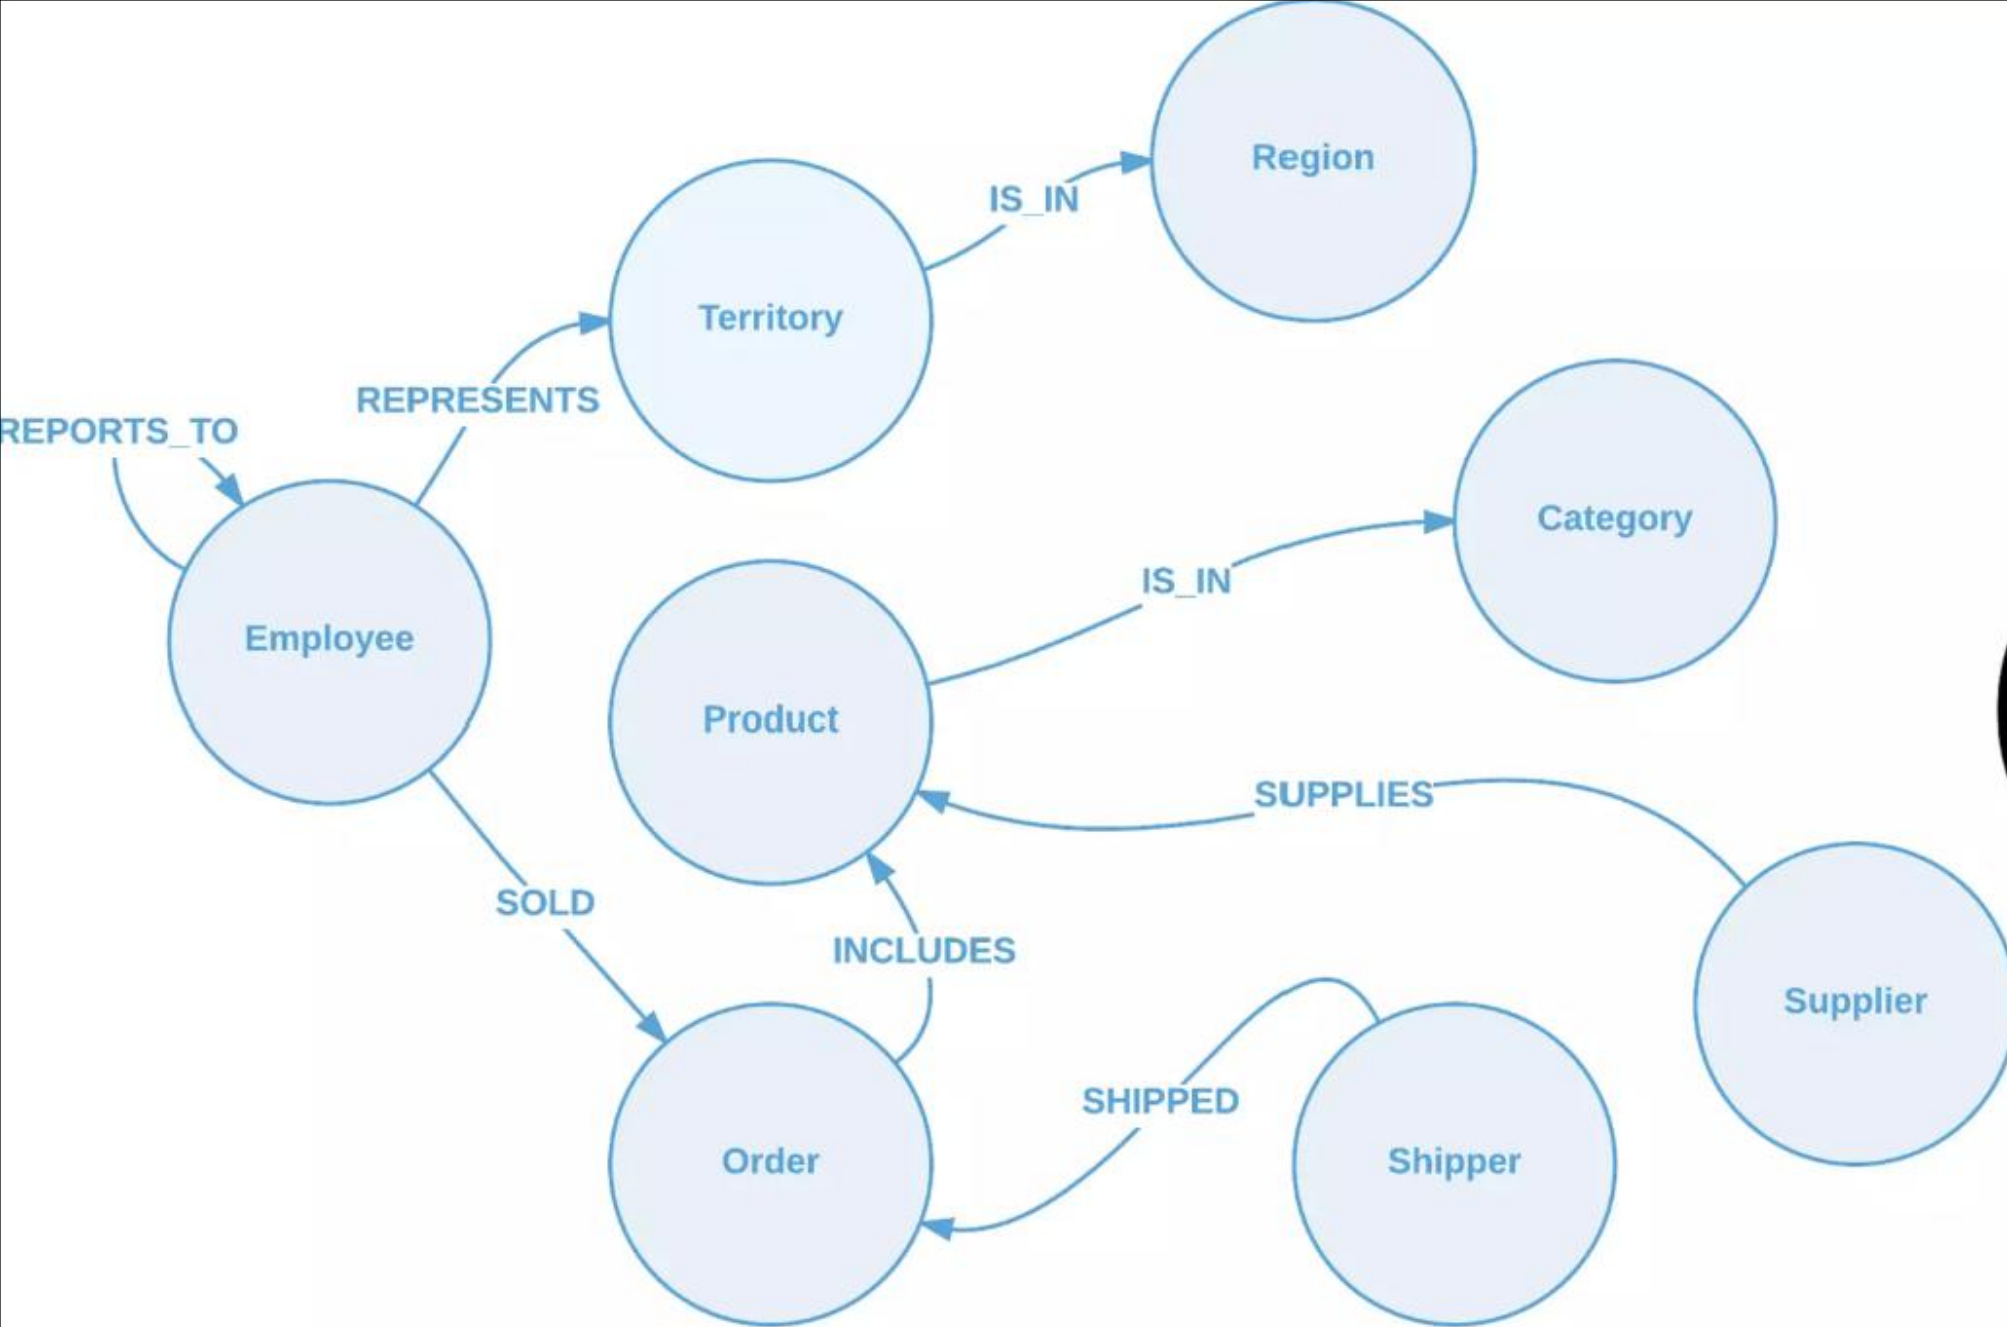 Region
IS_IN
Territory
REPRESENTS
REPORTS_TO
Category
IS_IN
Employee
Product
SUPPLIES
SOLD
INCLUDES
Supplier
SHIPPED
Order
Shipper